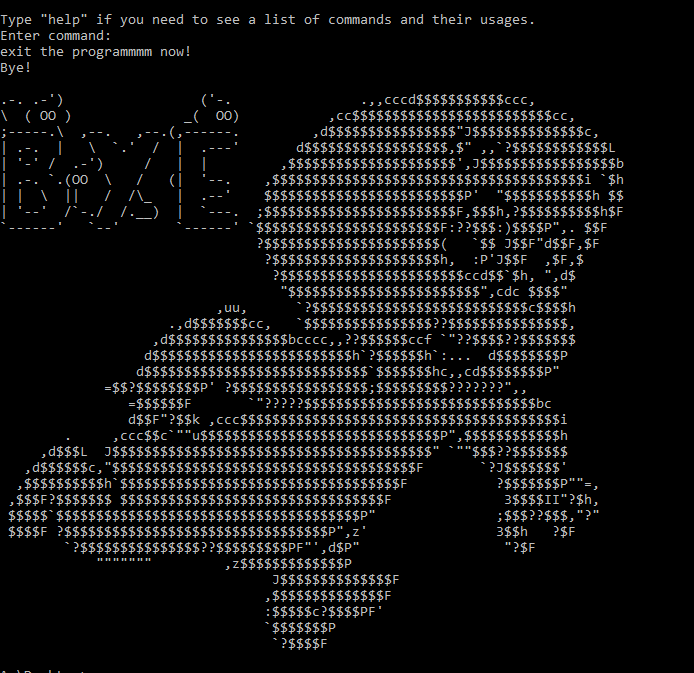 Type "help" if you need to see a list of commands and their usages.
Enter command:
exit the programmmm now!
Bye!
BYE